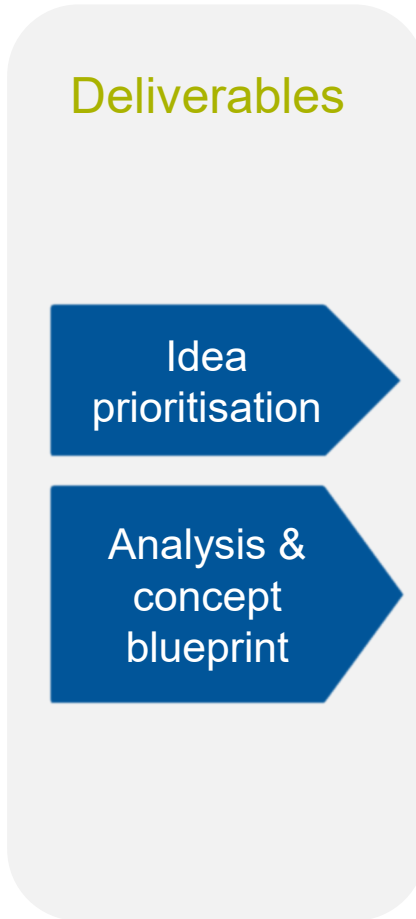 Deliverables
Idea
prioritisation
Analysis &
concept
blueprint